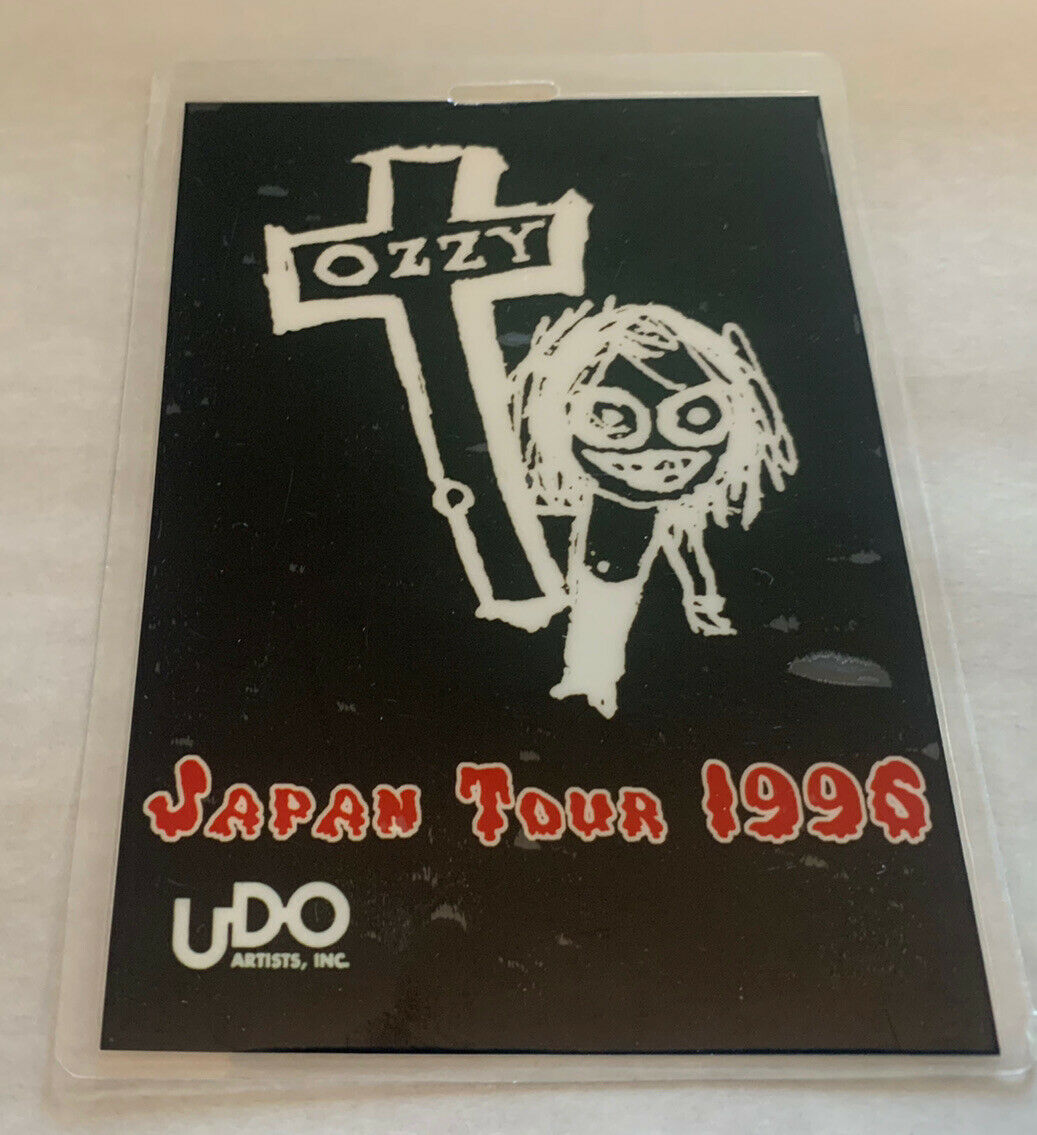 OZZY
JAPAN TOUR 1996
UDO
ARTISTS, INC.